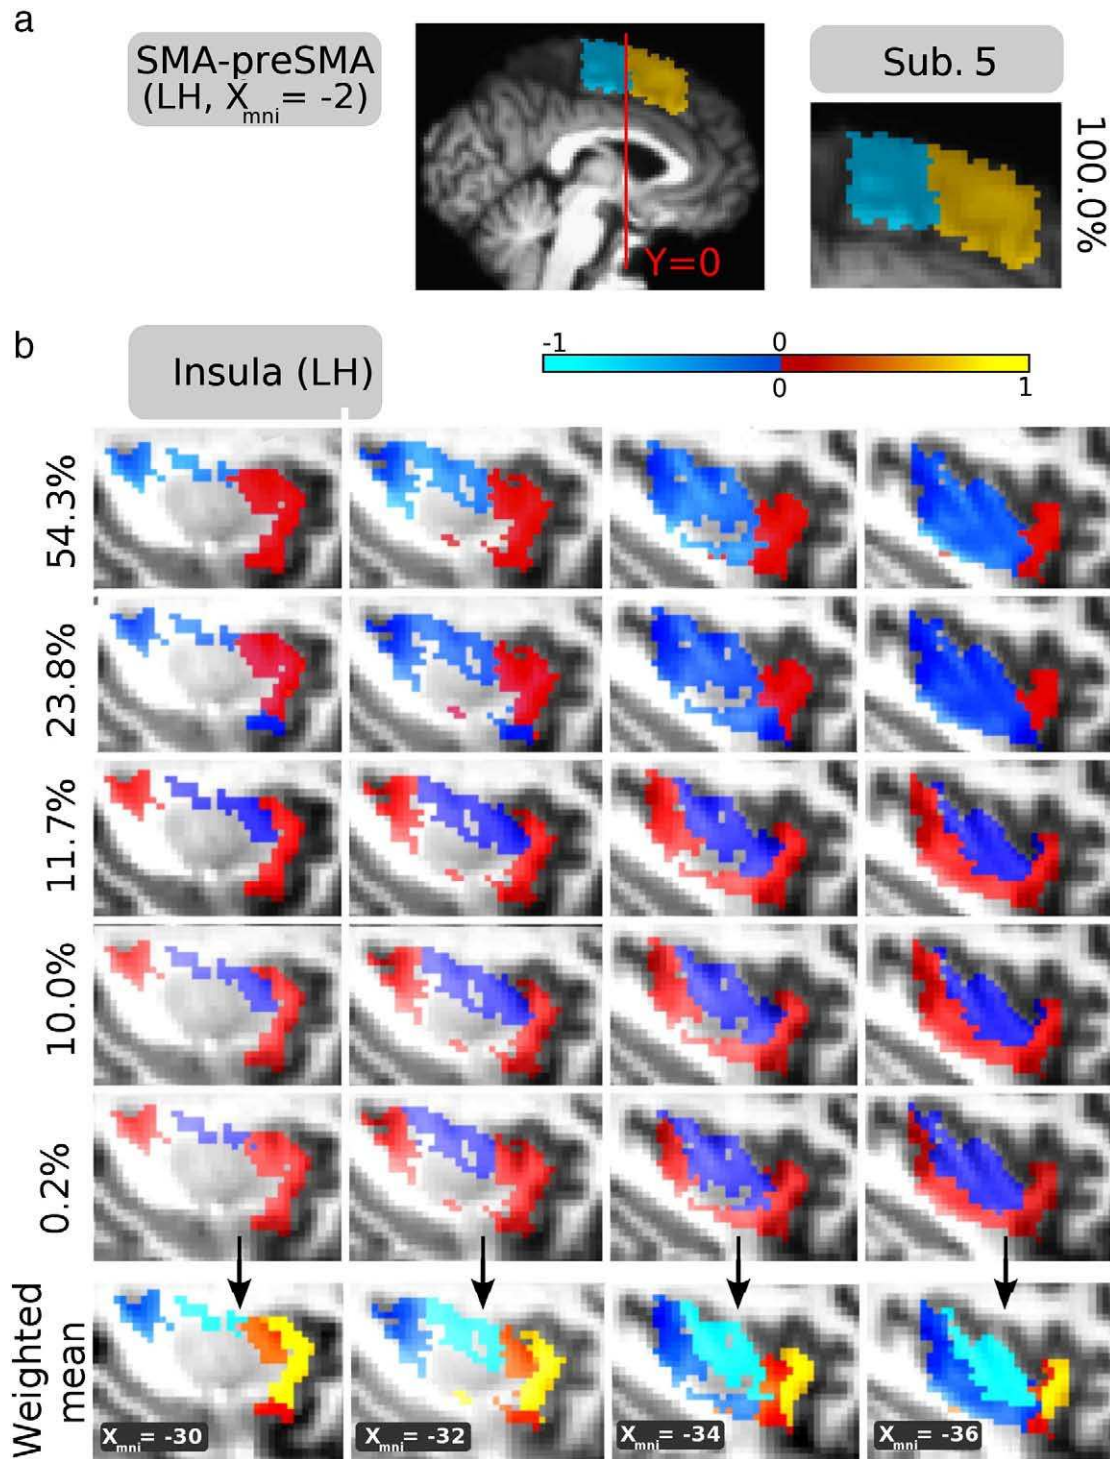 a
SMA-preSMA
(LH, Xmni= -2)
Y=0
Sub. 5
100.0%
b
Insula (LH)
-1 0
0 1
54.3%
23.8%
11.7%
10.0%
0.2%
Weighted
mean
Xmni= -30
Xmni= -32
Xmni= -34
Xmni= -36